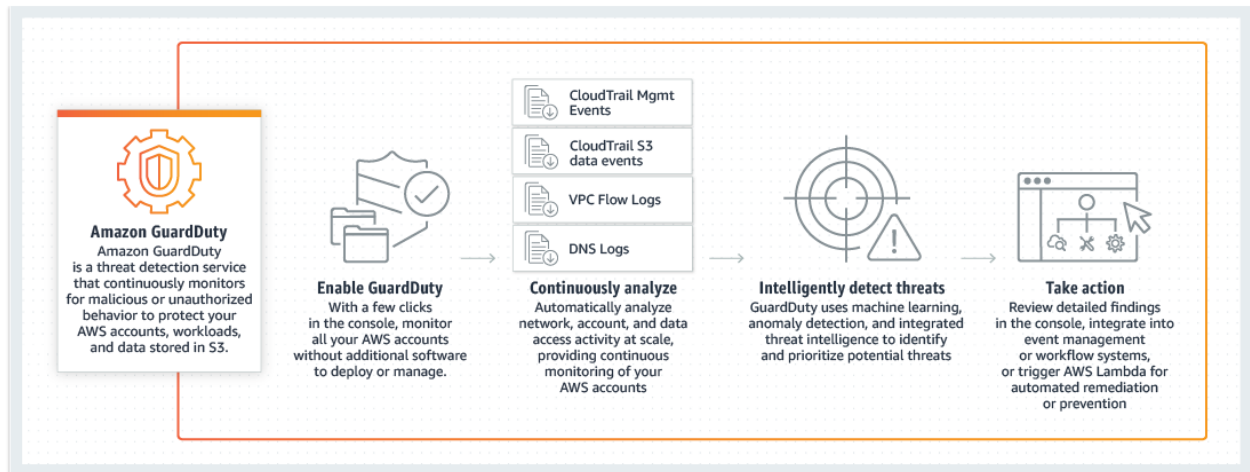 Amazon GuardDuty
Amazon GuardDuty
is a threat detection service
that continuously monitors
for malicious or unauthorized
behavior to protect your
AWS accounts, workloads,
and data stored in S3.
Enable GuardDuty
With a few clicks
in the console, monitor
all your AWS accounts
without additional software
to deploy or manage.
CloudTrail Mgmt
Events
CloudTrail S3
data events
VPC Flow Logs
DNS Logs
Continuously analyze
Automatically analyze
network, account, and data
access activity at scale,
providing continuous
monitoring of your
AWS accounts
Intelligently detect threats
GuardDuty uses machine learning,
anomaly detection, and integrated
threat intelligence to identify
and prioritize potential threats
Take action
Review detailed findings
in the console, integrate into
event management
or workflow systems,
or trigger AWS Lambda for
automated remediation
or prevention